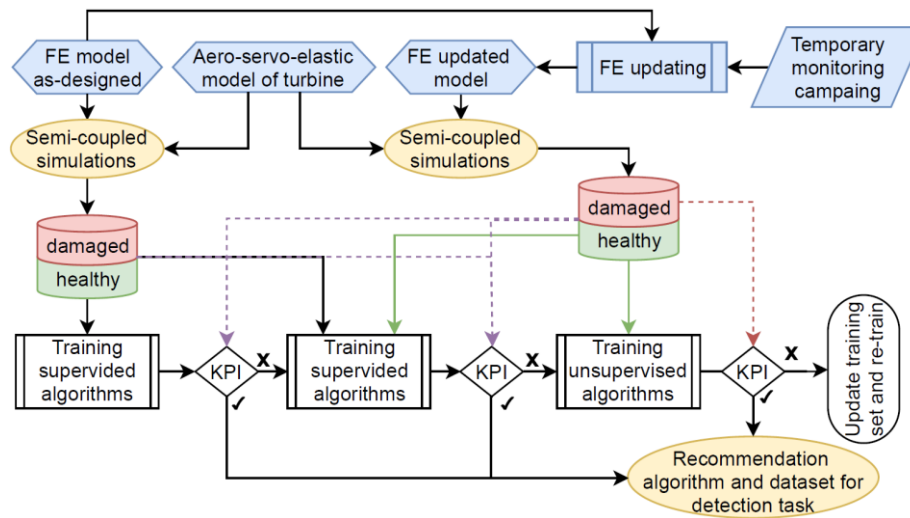 FE model
as-designed
Aero-servo-elastic
model of turbine
FE updated
model
FE updating
Temporary
monitoring
campaing
Semi-coupled
simulations
Semi-coupled
simulations
damaged
healthy
damaged
healthy
Training
supervided
algorithms
KPI
x
✓
Training
supervided
algorithms
KPI
x
✓
Training
unsupervised
algorithms
KPI
x
✓
Update training
set and re-train
Recommendation
algorithm and dataset for
detection task